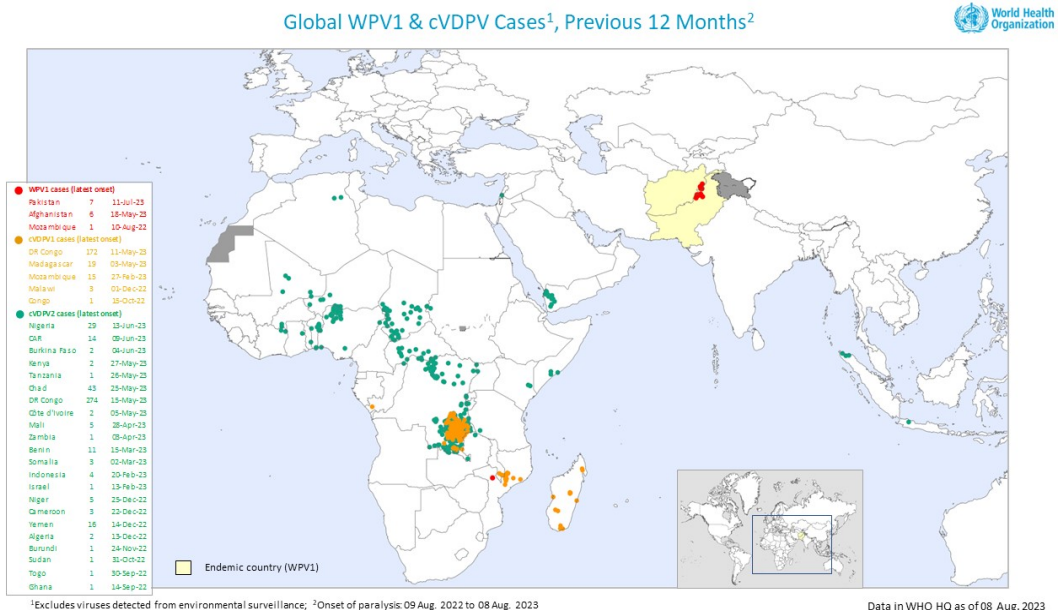 Global WPV1 & cVDPV Cases¹, Previous 12 Months²
World Health
Organization
WPV1 cases (latest onset)
Pakistan 7 11-Jul-23
Afghanistan 6 18-May-23
Mozambique 1 10-Aug-22
cVDPV1 cases (latest onset)
DR Congo 172 11-May-23
Madagascar 19 03-May-23
Mozambique 15 27-Feb-23
Malawi 3 01-Dec-22
Congo 1 16-Oct-22
cVDPV2 cases (latest onset)
Nigeria 29 13-Jun-23
CAR 14 09-Jun-23
Burkina Faso 2 04-Jun-23
Kenya 2 27-May-23
Tanzania 1 26-May-23
Chad 43 23-May-23
DR Congo 274 15-May-23
Côte d'Ivoire 2 05-May-23
Mali 5 28-Apr-23
Zambia 1 08-Apr-23
Benin 11 15-Mar-23
Somalia 3 02-Mar-23
Indonesia 4 20-Feb-23
Israel 1 13-Feb-23
Niger 5 25-Dec-22
Cameroon 3 22-Dec-22
Yemen 16 14-Dec-22
Algeria 2 13-Dec-22
Burundi 1 24-Nov-22
Sudan 1 31-Oct-22
Togo 1 30-Sep-22
Ghana 1 14-Sep-22
Endemic country (WPV1)
¹Excludes viruses detected from environmental surveillance; ²Onset of paralysis: 09 Aug. 2022 to 08 Aug. 2023
Data in WHO HQ as of 08 Aug. 2023